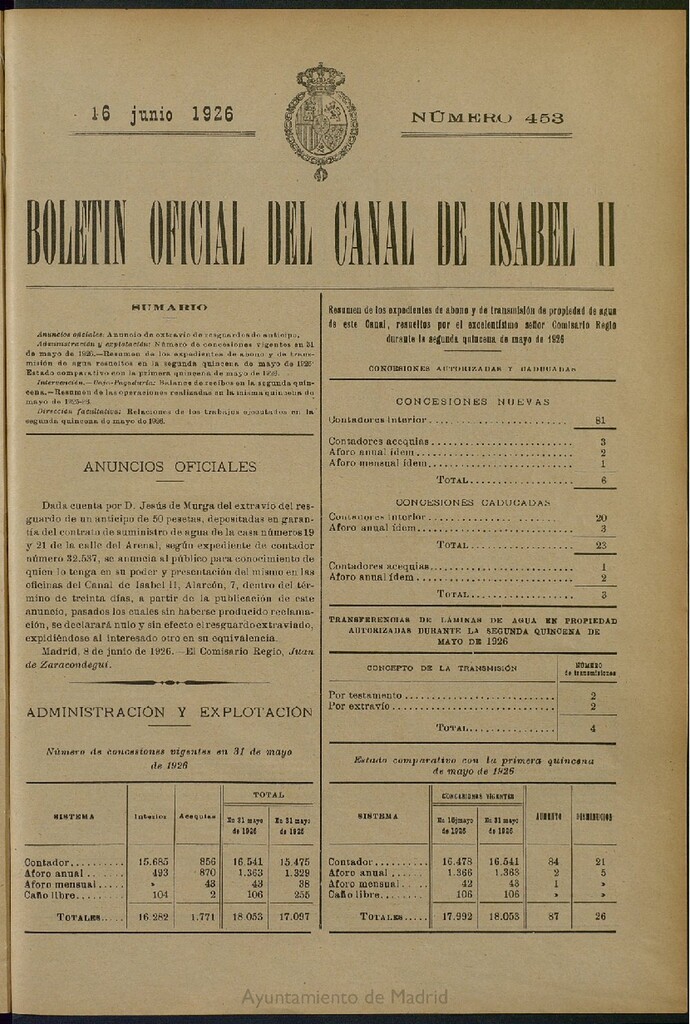 16 junio 1926
NÚMERO 453
BOLETIN OFICIAL DEL CANAL DE ISABEL II
SUMARIO
Anuncios oficiales: Anuncio de extravío de resguardos de anticipo.
Administración y explotación: Número de concesiones vigentes en 31
de mayo de 1926.—Resumen de los expedientes de abono y de trans-
misión de agua resueltos en la segunda quincena de mayo de 1926
Estado comparativo con la primera quincena de mayo de 1926.
Intervención.—Caja-Pagaduría: Balance de recibos en la segunda quin-
cena.—Resumen de las operaciones realizadas en la misma quincena de
mayo de
Dirección facultativa: Relaciones de los trabajos ejecutados en la
segunda quincena de mayo de 1926.
ANUNCIOS OFICIALES
Dada cuenta por D. Jesús de Murga del extravío del res-
guardo de un anticipo de 50 pesetas, depositadas en garan-
tía del contrato de suministro de agua de la casa números 19
y 21 de la calle del Arenal, según expediente de contador
número 32.537, se anuncia al público para conocimiento de
quien lo tenga en su poder y presentación del mismo en las
oficinas del Canal de Isabel II, Alarcón, 7, dentro del tér-
mino de treinta días, a partir de la publicación de este
anuncio, pasados los cuales sin haberse producido reclama-
ción, se declarará nulo y sin efecto el resguardo extraviado,
expidiéndose al interesado otro en su equivalencia.
Madrid, 8 de junio de 1926.—El Comisario Regio, Juan
de Zaracondegui.
ADMINISTRACIÓN Y EXPLOTACIÓN
Número de concesiones vigentes en 31 de mayo
de 1926
TOTAL
SISTEMA Interior Acequias En 31 mayo de 1926 En 31 mayo de 1925
Contador......... 15.685 856 16.541 15.475
Aforo anual....... 493 870 1.363 1.329
Aforo mensual.... » 43 43 38
Caño libre........ 104 2 106 255
TOTALES..... 16.282 1.771 18.053 17.097
Resumen de los expedientes de abono y de transmisión de propiedad de agua
de este Canal, resueltos por el excelentísimo señor Comisario Regio
durante la segunda quincena de mayo de 1926
CONCESIONES AUTORIZADAS Y CADUCADAS
CONCESIONES NUEVAS
Contadores interior........................... 81
Contadores acequias........................... 3
Aforo anual ídem.............................. 2
Aforo mensual ídem............................ 1
TOTAL.................... 6
CONCESIONES CADUCADAS
Contadores interior........................... 20
Aforo anual ídem.............................. 3
TOTAL.................... 23
Contadores acequias........................... 1
Aforo anual ídem.............................. 2
TOTAL.................... 3
TRANSFERENCIAS DE LÁMINAS DE AGUA EN PROPIEDAD
AUTORIZADAS DURANTE LA SEGUNDA QUINCENA DE
MAYO DE 1926
CONCEPTO DE LA TRANSMISIÓN NÚMERO de transmisiones
Por testamento................................ 2
Por extravío.................................. 2
TOTAL................ 4
Estado comparativo con la primera quincena
de mayo de 1926
CONCESIONES VIGENTES
SISTEMA En 15 mayo de 1926 En 31 mayo de 1926 AUMENTO DISMINUCIÓN
Contador.......... 16.478 16.541 84 21
Aforo anual....... 1.366 1.363 2 5
Aforo mensual..... 42 43 1 »
Caño libre........ 106 106 » »
TOTALES..... 17.992 18.053 87 26
Ayuntamiento de Madrid